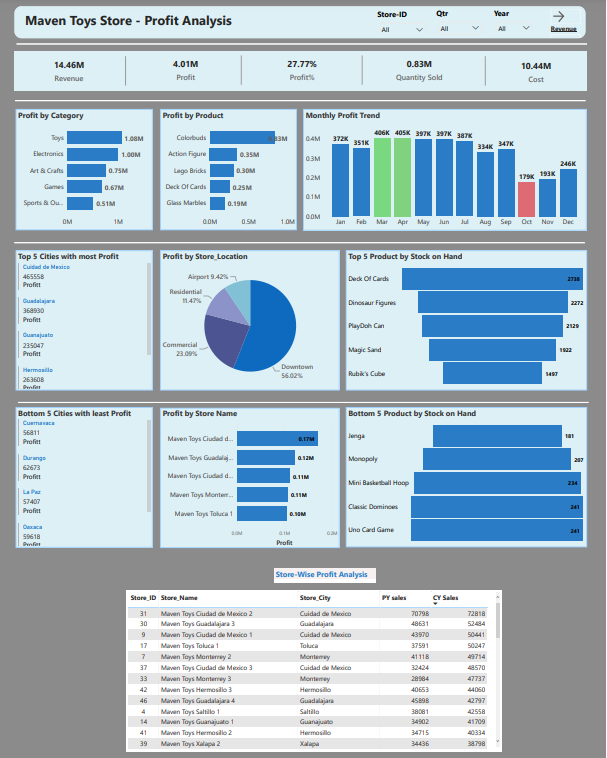 Maven Toys Store - Profit Analysis
Store-ID
All
Qtr
All
Year
All
Revenue
14.46M
Revenue
4.01M
Profit
27.77%
Profit%
0.83M
Quantity Sold
10.44M
Cost
Profit by Category
Toys 1.08M
Electronics 1.00M
Art & Crafts 0.75M
Games 0.67M
Sports & Ou... 0.51M
0M 1M
Profit by Product
Colorbuds 0.83M
Action Figure 0.35M
Lego Bricks 0.30M
Deck Of Cards 0.25M
Glass Marbles 0.19M
0.0M 0.5M 1.0M
Monthly Profit Trend
0.4M
0.3M
0.2M
0.1M
0.0M
372K 351K 406K 405K 397K 397K 387K 334K 347K 179K 193K 246K
Jan Feb Mar Apr May Jun Jul Aug Sep Oct Nov Dec
Top 5 Cities with most Profit
Cuidad de Mexico
465558
Profitt
Guadalajara
368930
Profitt
Guanajuato
235047
Profitt
Hermosillo
263608
Profitt
Profit by Store_Location
Airport 9.42%
Residential
11.47%
Commercial
23.09%
Downtown
56.02%
Top 5 Product by Stock on Hand
Deck Of Cards 2738
Dinosaur Figures 2272
PlayDoh Can 2129
Magic Sand 1922
Rubik's Cube 1497
Bottom 5 Cities with least Profit
Cuernavaca
56811
Profitt
Durango
62673
Profitt
La Paz
57407
Profitt
Oaxaca
59618
Profitt
Profit by Store Name
Maven Toys Ciudad d... 0.17M
Maven Toys Guadalaj... 0.12M
Maven Toys Ciudad d... 0.11M
Maven Toys Monterr... 0.11M
Maven Toys Toluca 1 0.10M
0.0M 0.1M 0.2M
Profit
Bottom 5 Product by Stock on Hand
Jenga 181
Monopoly 207
Mini Basketball Hoop 234
Classic Dominoes 241
Uno Card Game 241
Store-Wise Profit Analysis
Store_ID Store_Name Store_City PY sales CY Sales
31 Maven Toys Ciudad de Mexico 2 Cuidad de Mexico 70798 72818
30 Maven Toys Guadalajara 3 Guadalajara 48631 52484
9 Maven Toys Ciudad de Mexico 1 Cuidad de Mexico 43970 50441
17 Maven Toys Toluca 1 Toluca 37591 50247
7 Maven Toys Monterrey 2 Monterrey 41118 49714
37 Maven Toys Ciudad de Mexico 3 Cuidad de Mexico 32424 48570
33 Maven Toys Monterrey 3 Monterrey 28984 47737
42 Maven Toys Hermosillo 3 Hermosillo 40653 44060
46 Maven Toys Guadalajara 4 Guadalajara 45898 42797
4 Maven Toys Saltillo 1 Saltillo 38081 42558
14 Maven Toys Guanajuato 1 Guanajuato 34902 41709
41 Maven Toys Hermosillo 2 Hermosillo 34715 40334
39 Maven Toys Xalapa 2 Xalapa 34436 38798